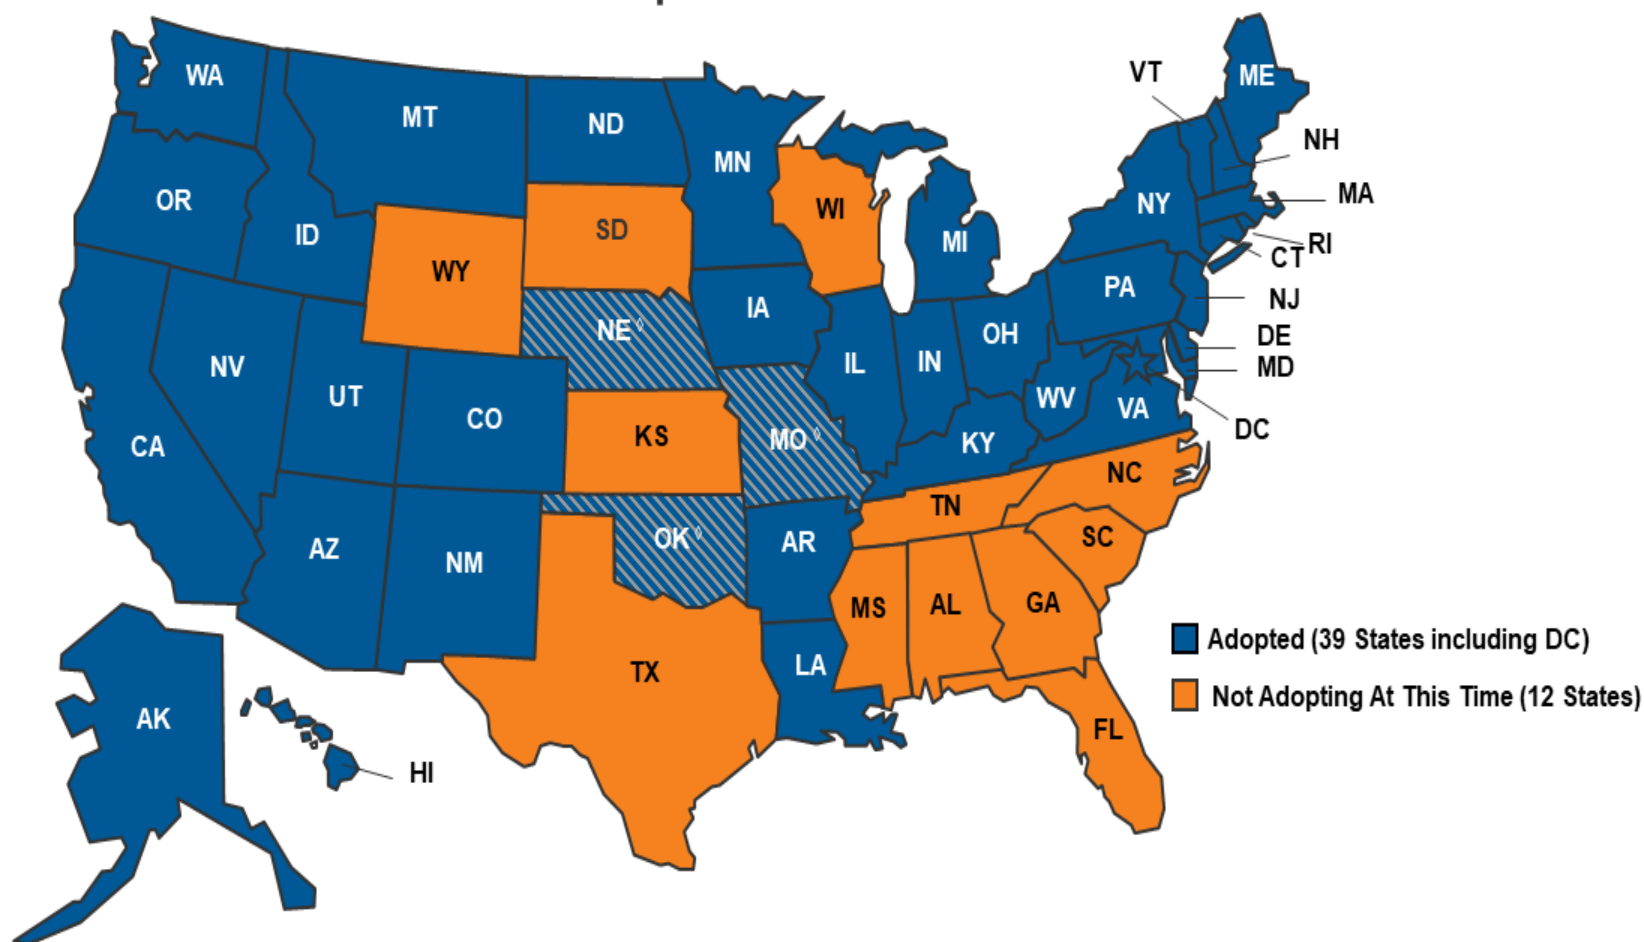 WA
MT
ND
MN
VT
ME
NH
OR
ID
WY
SD
WI
MI
NY
MA
RI
CT
NE◊
IA
PA
NJ
NV
UT
CO
IL
IN
OH
DE
MD
CA
KS
MO◊
KY
WV
VA
DC
AZ
NM
OK◊
AR
TN
NC
SC
MS
AL
GA
TX
LA
FL
AK
HI
Adopted (39 States including DC)
Not Adopting At This Time (12 States)